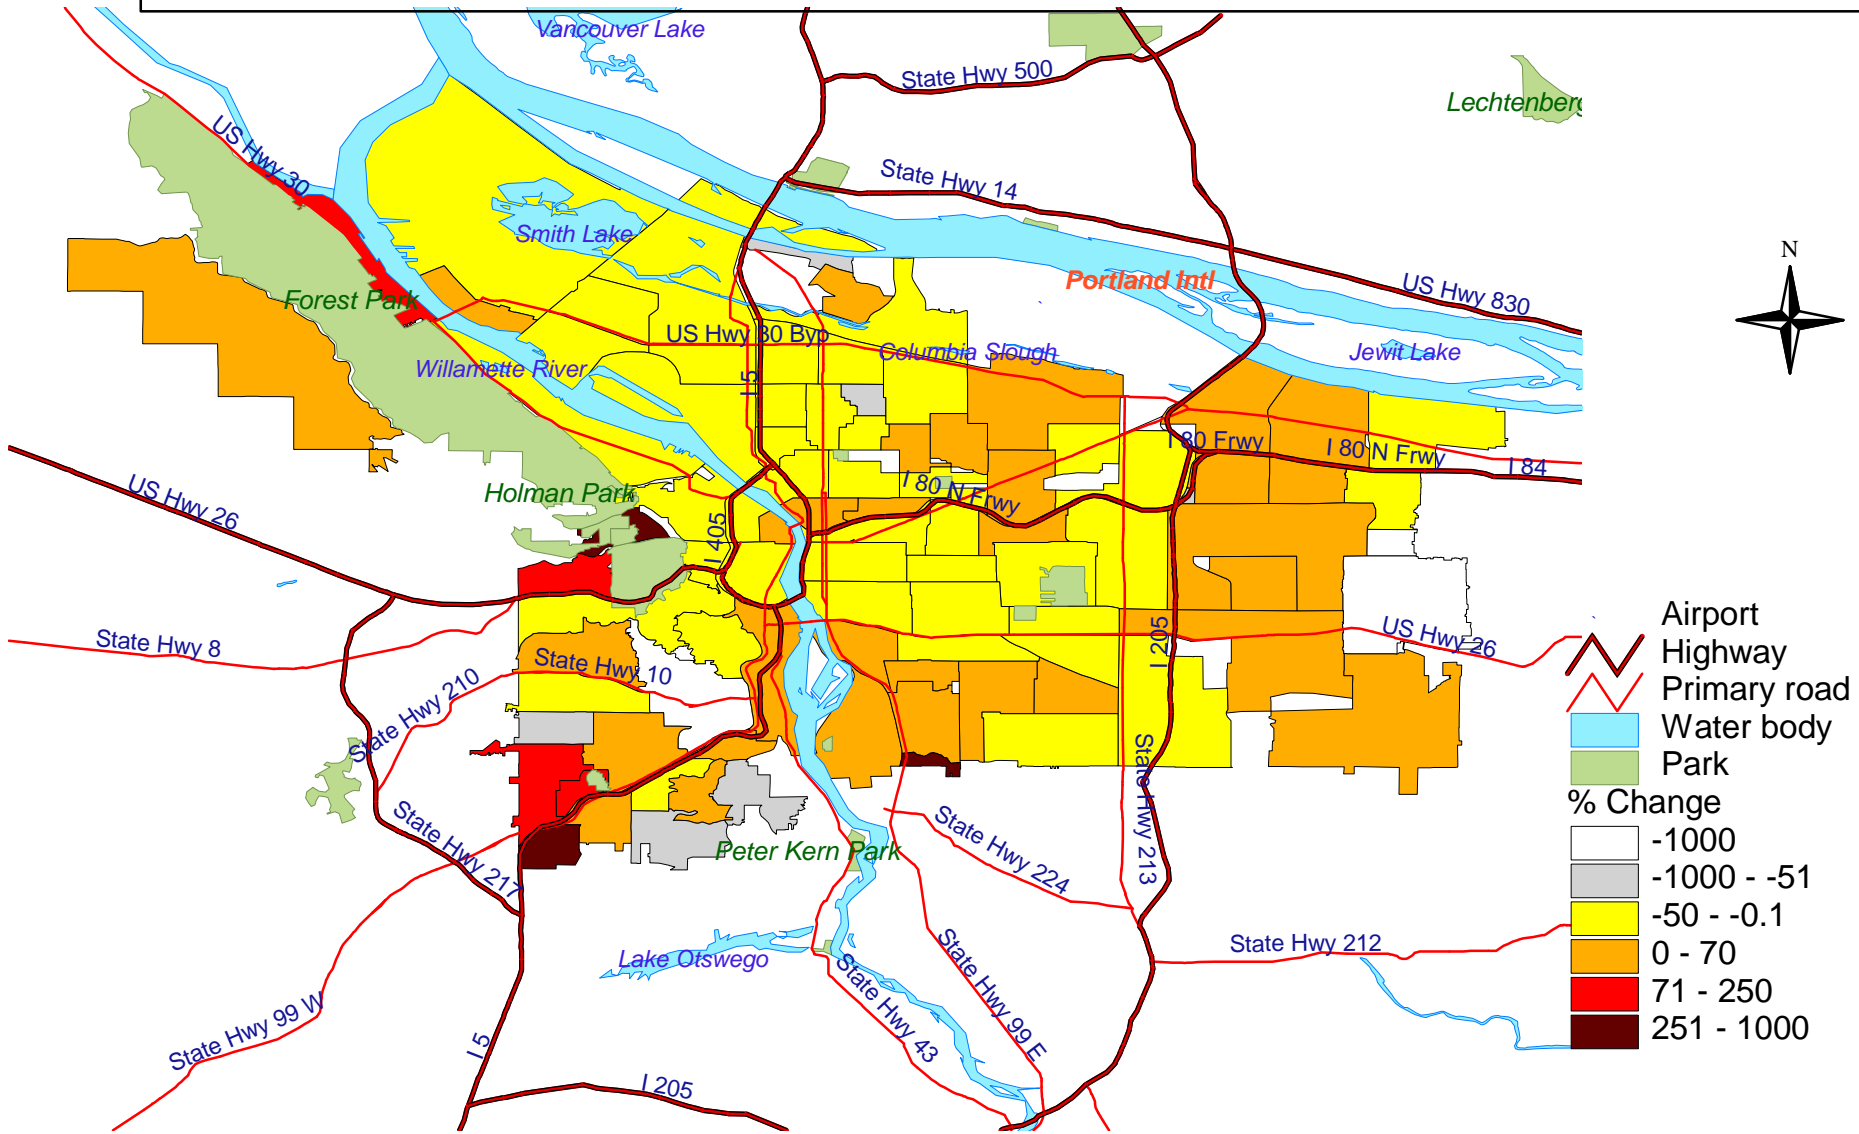 Vancouver Lake
State Hwy 500
Lechtenberg
US Hwy 30
State Hwy 14
Smith Lake
N
Portland Intl
US Hwy 830
Forest Park
US Hwy 30 Byp
Columbia Slough
Jewit Lake
Willamette River
I 5
I 80 Frwy
I 80 N Frwy
I 84
US Hwy 26
Holman Park
I 80 N Frwy
I 405
State Hwy 8
State Hwy 10
State Hwy 210
I 205
US Hwy 26
Airport
Highway
Primary road
Water body
Park
% Change
-1000
-1000 - -51
-50 - -0.1
0 - 70
71 - 250
251 - 1000
State Hwy 213
State Hwy 217
Peter Kern Park
State Hwy 224
State Hwy 212
Lake Otswego
State Hwy 43
State Hwy 99 E
State Hwy 99 W
I 5
I 205